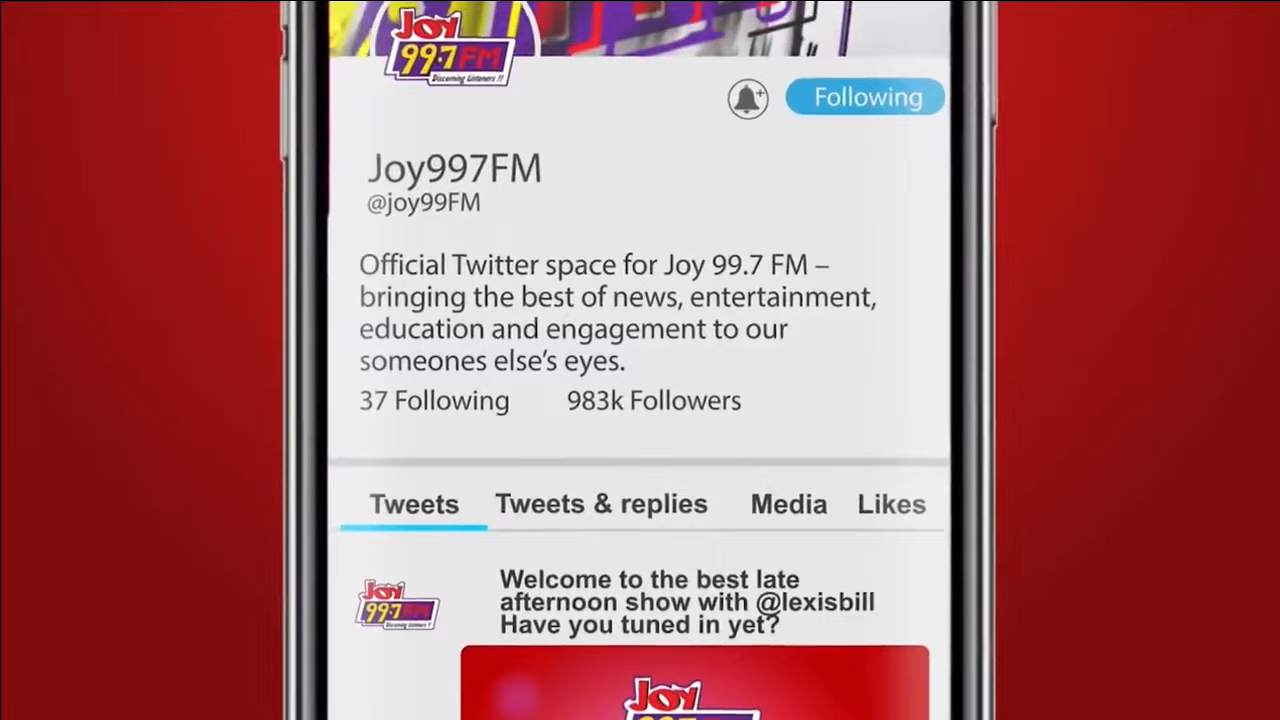 JOY
99.7 FM
Discerning Listeners !!
Following
Joy997FM
@joy99FM
Official Twitter space for Joy 99.7 FM –
bringing the best of news, entertainment,
education and engagement to our
someones else’s eyes.
37 Following 983k Followers
Tweets Tweets & replies Media Likes
JOY
99.7 FM
Discerning Listeners !!
Welcome to the best late
afternoon show with @lexisbill
Have you tuned in yet?
JOY
99.7 FM